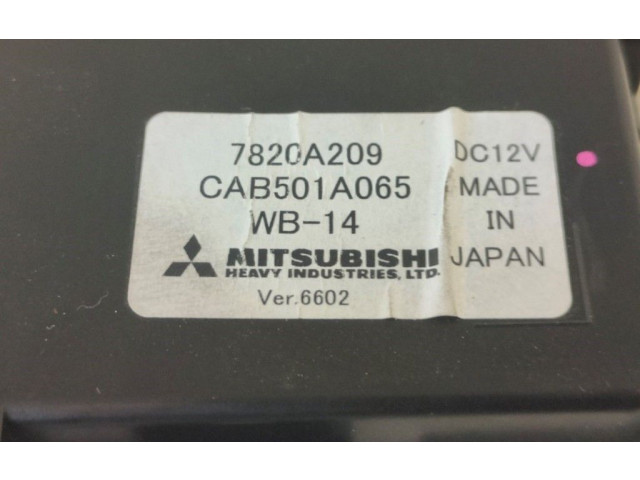 7820A209
CAB501A065
WB-14
MITSUBISHI
HEAVY INDUSTRIES, LTD.
Ver.6602
DC12V
MADE
IN
JAPAN